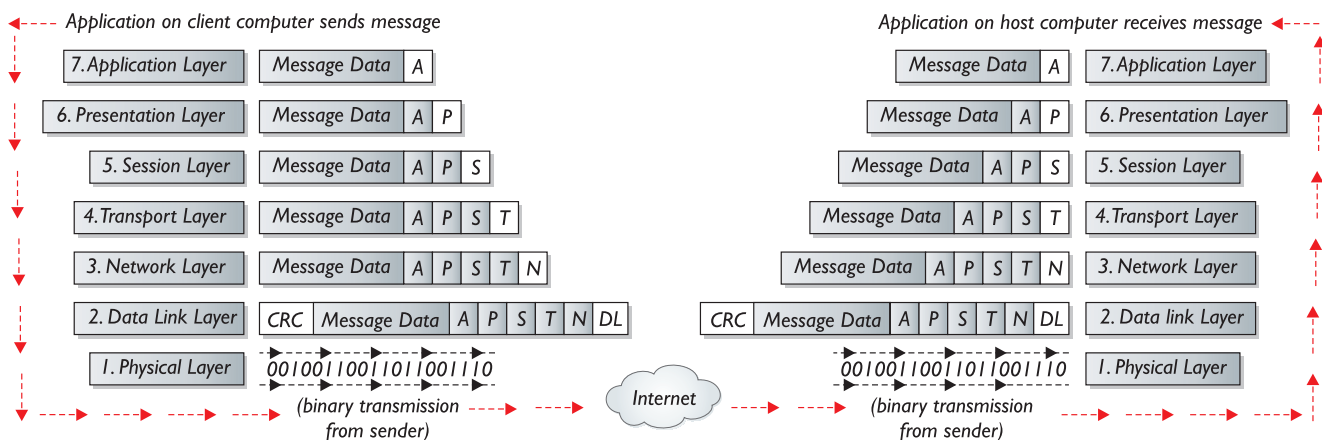 Application on client computer sends message
Application on host computer receives message
7. Application Layer Message Data A
Message Data A 7. Application Layer
6. Presentation Layer Message Data A P
Message Data A P 6. Presentation Layer
5. Session Layer Message Data A P S
Message Data A P S 5. Session Layer
4. Transport Layer Message Data A P S T
Message Data A P S T 4. Transport Layer
3. Network Layer Message Data A P S T N
Message Data A P S T N 3. Network Layer
2. Data Link Layer CRC Message Data A P S T N DL
CRC Message Data A P S T N DL 2. Data link Layer
1. Physical Layer 00100110011011001110
00100110011011001110 1. Physical Layer
(binary transmission
from sender)
Internet
(binary transmission
from sender)